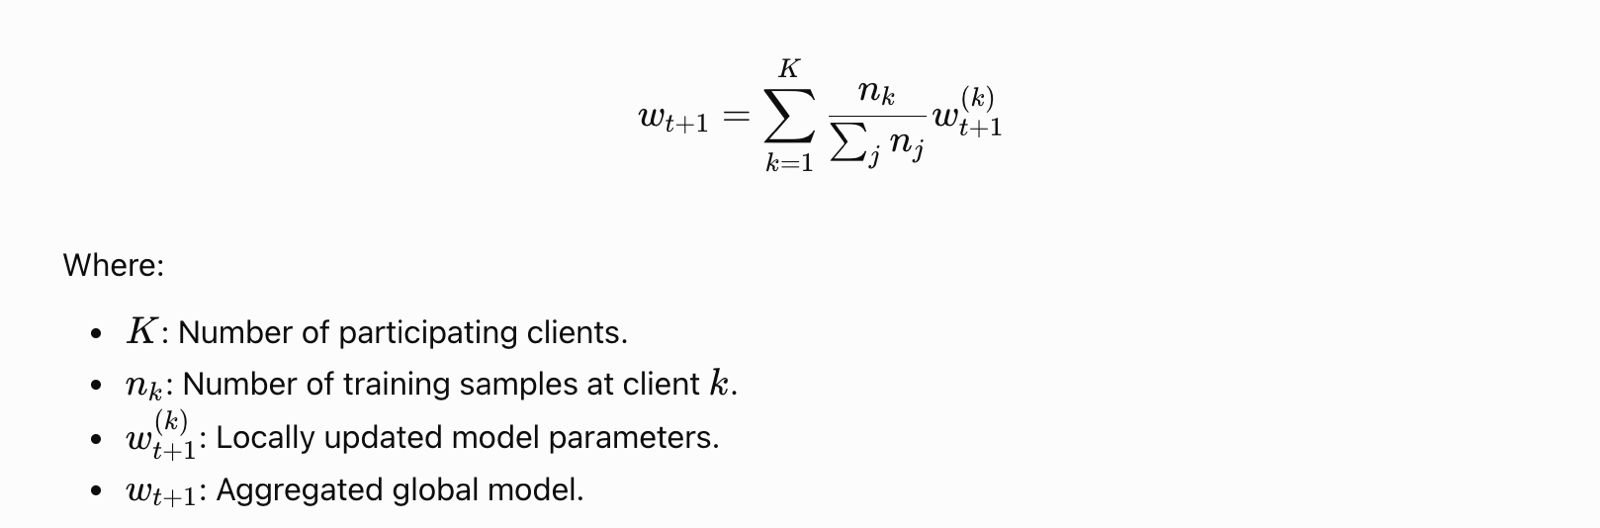 $w_{t+1} = \sum_{k=1}^{K} \frac{n_k}{\sum_j n_j} w_{t+1}^{(k)}$
Where:
• $K$: Number of participating clients.
• $n_k$: Number of training samples at client $k$.
• $w_{t+1}^{(k)}$: Locally updated model parameters.
• $w_{t+1}$: Aggregated global model.